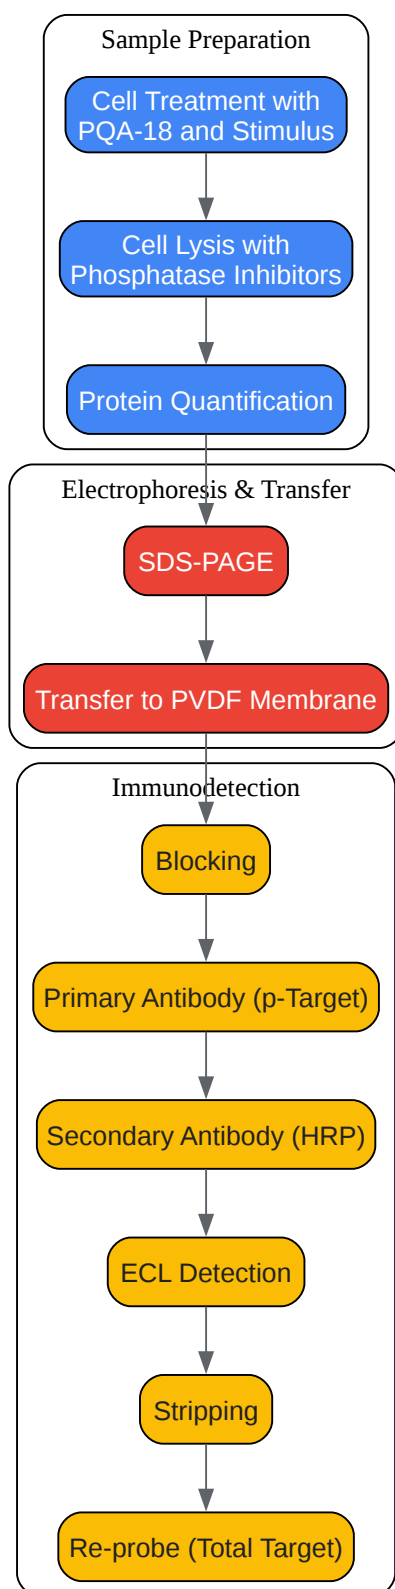 Sample Preparation
Cell Treatment with
PQA-18 and Stimulus
Cell Lysis with
Phosphatase Inhibitors
Protein Quantification
Electrophoresis & Transfer
SDS-PAGE
Transfer to PVDF Membrane
Immunodetection
Blocking
Primary Antibody (p-Target)
Secondary Antibody (HRP)
ECL Detection
Stripping
Re-probe (Total Target)